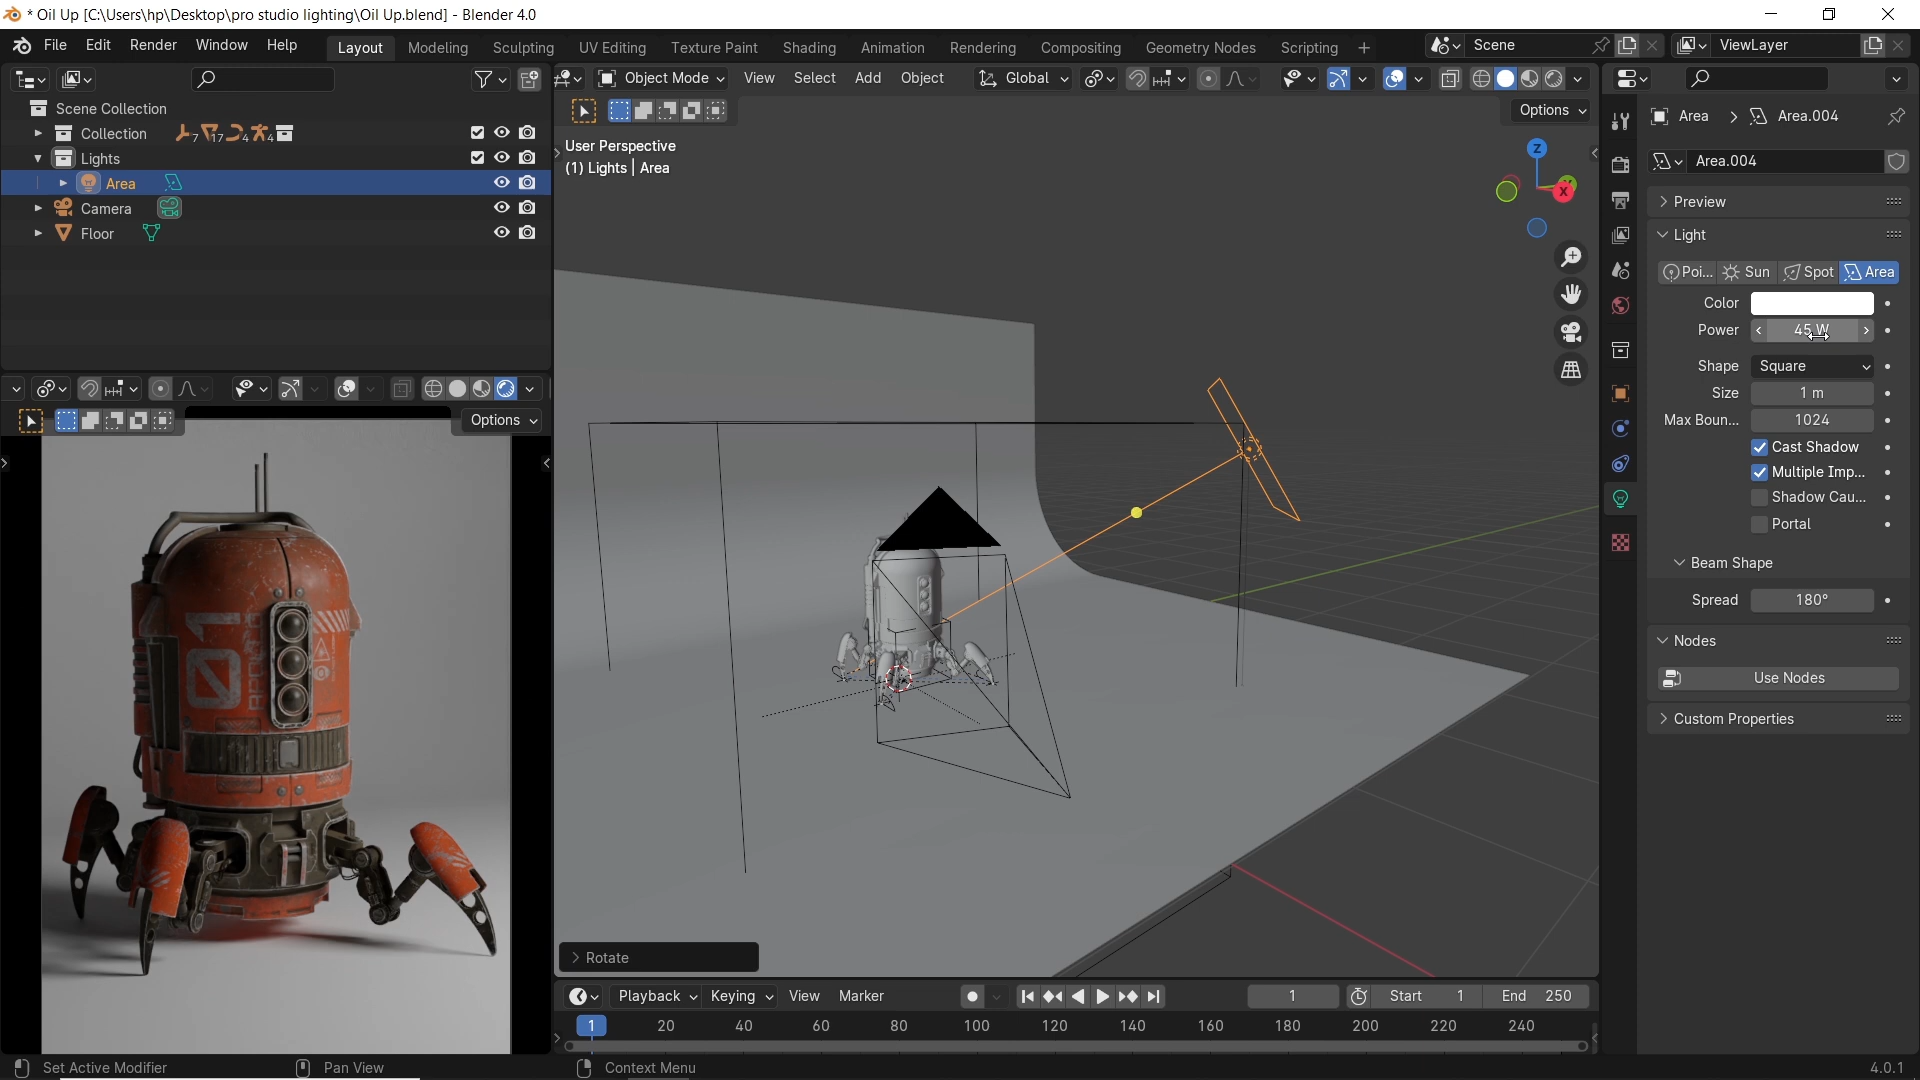 * Oil Up [C:\Users\hp\Desktop\pro studio lighting\Oil Up.blend] - Blender 4.0
File Edit Render Window Help
Layout Modeling Sculpting UV Editing Texture Paint Shading Animation Rendering Compositing Geometry Nodes Scripting +
Scene
ViewLayer
Scene Collection
Collection 7 17 4 4
Lights
Area
Camera
Floor
Options
01
Object Mode View Select Add Object Global
Options
User Perspective
(1) Lights | Area
Z
X
Rotate
Playback Keying View Marker
1
Start 1
End 250
1 20 40 60 80 100 120 140 160 180 200 220 240
Area > Area.004
Area.004
Preview
Light
Poi... Sun Spot Area
Color
Power 45 W
Shape Square
Size 1 m
Max Boun... 1024
Cast Shadow
Multiple Imp...
Shadow Cau...
Portal
Beam Shape
Spread 180°
Nodes
Use Nodes
Custom Properties
Set Active Modifier
Pan View
Context Menu
4.0.1